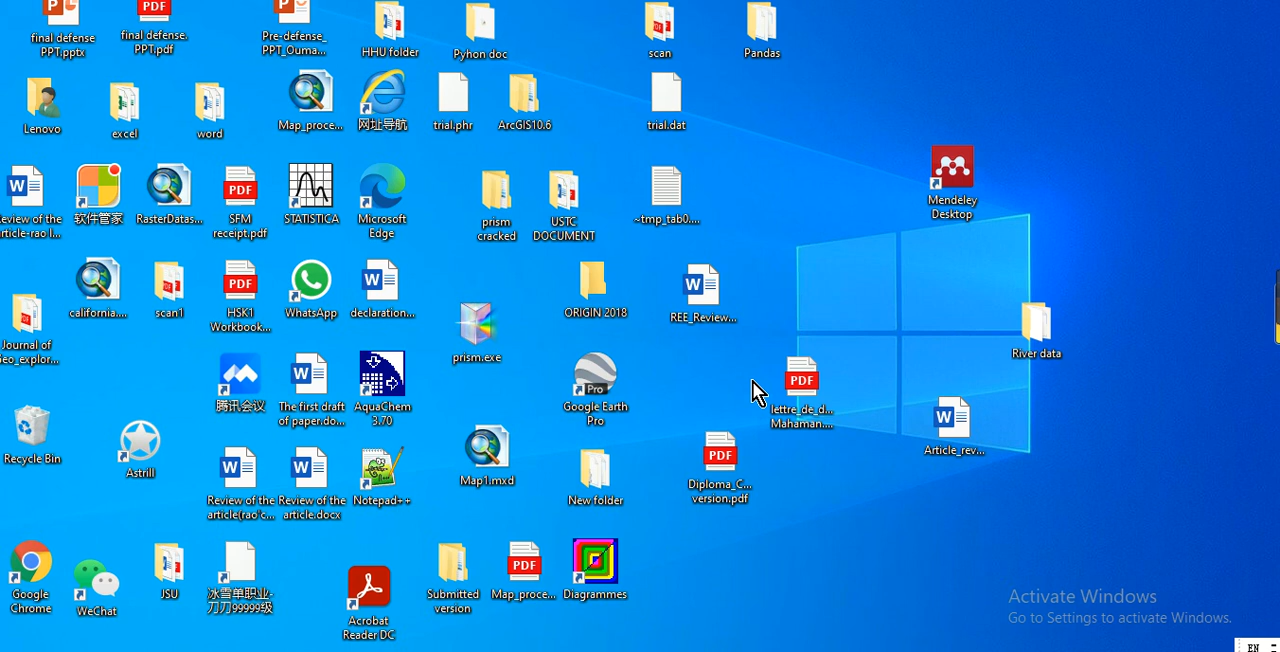 final defense
PPT.pptx
final defense.
PPT.pdf
Pre-defense_
PPT_Ouma...
HHU folder
Pyhon doc
scan
Pandas
Lenovo
excel
word
Map_proce...
网址导航
trial.phr
ArcGIS10.6
trial.dat
Review of the
article-rao l...
软件管家
RasterDatas...
SFM
receipt.pdf
STATISTICA
Microsoft
Edge
prism
cracked
USTC
DOCUMENT
~tmp_tab0....
Mendeley
Desktop
Journal of
Geo_explor...
california....
scan1
HSK1
Workbook...
WhatsApp
declaration...
prism.exe
ORIGIN 2018
REE_Review...
River data
腾讯会议
The first draft
of paper.do...
AquaChem
3.70
Pro
Google Earth
Pro
lettre_de_d...
Mahaman....
Article_rev...
Recycle Bin
Astrill
Review of the
article(rao'c...
Review of the
article.docx
Notepad++
Map1.mxd
New folder
Diploma_C...
version.pdf
Google
Chrome
WeChat
JSU
冰雪单职业-
刀刀99999级
Acrobat
Reader DC
Submitted
version
Map_proce...
Diagrammes
Activate Windows
Go to Settings to activate Windows.
EN